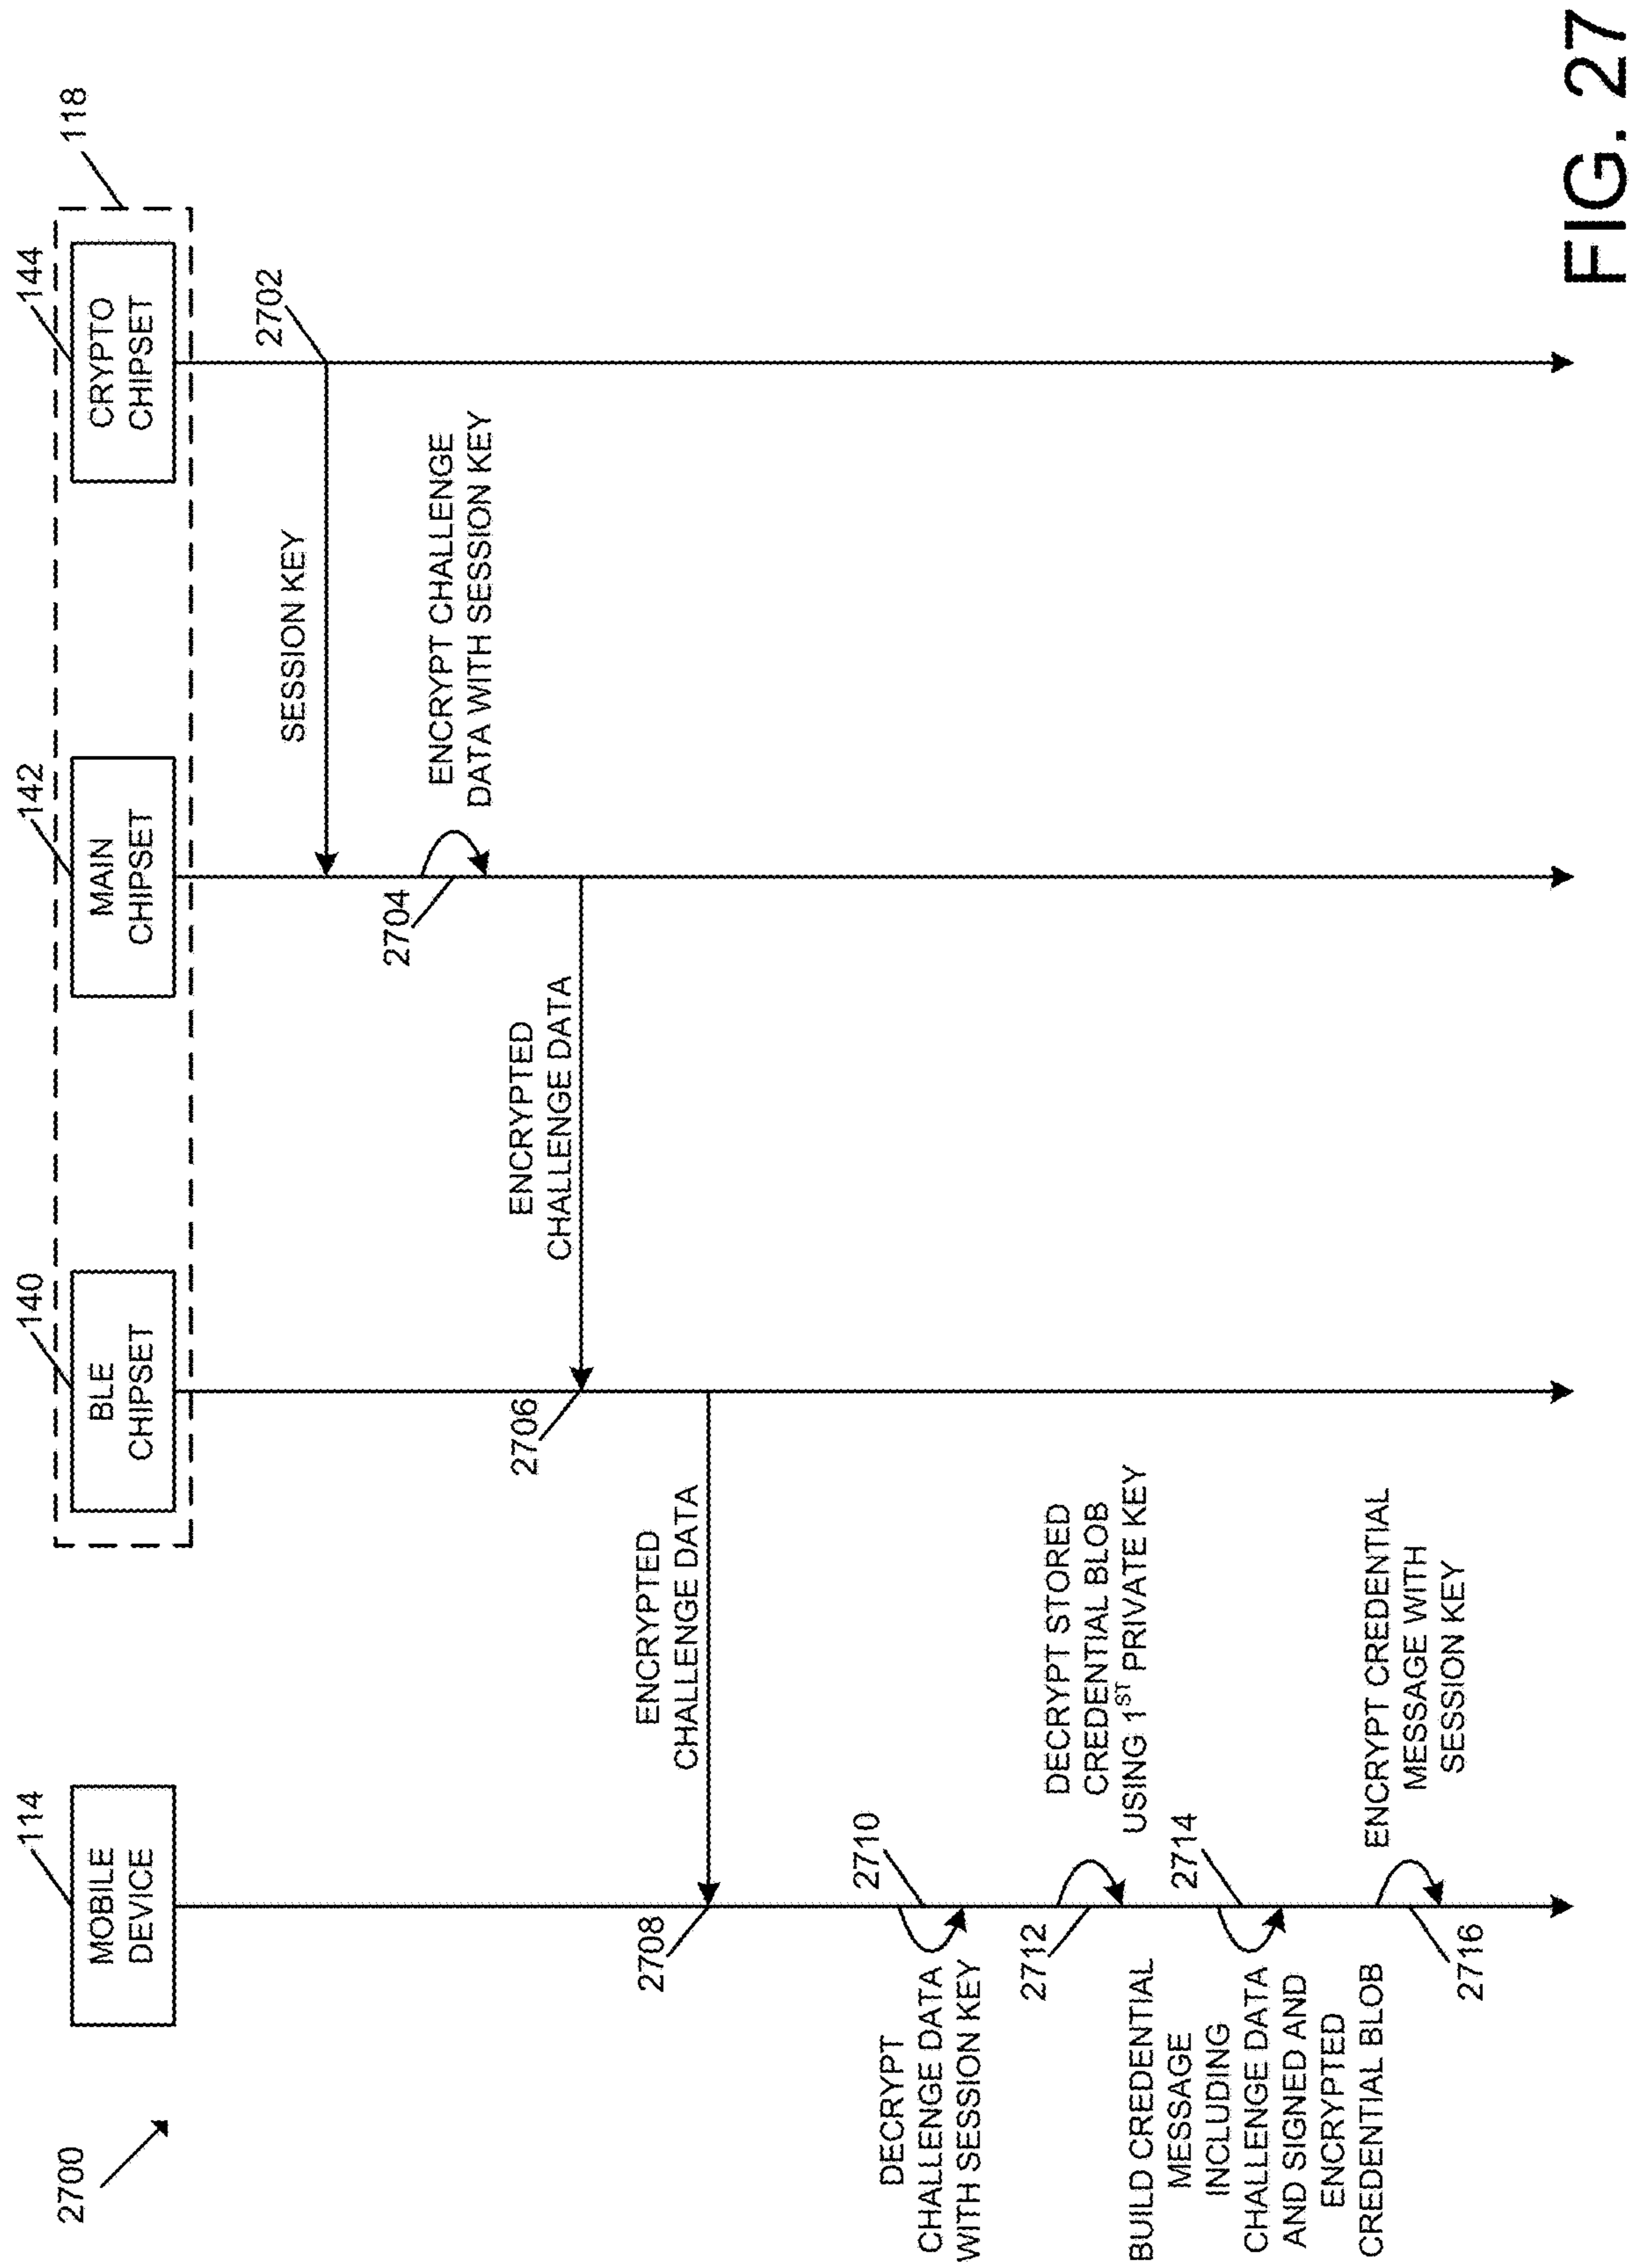 2700
114
140
142
144
118
MOBILE
DEVICE
BLE
CHIPSET
MAIN
CHIPSET
CRYPTO
CHIPSET
SESSION KEY
2702
2704
ENCRYPT CHALLENGE
DATA WITH SESSION KEY
ENCRYPTED
CHALLENGE DATA
2706
ENCRYPTED
CHALLENGE DATA
2708
DECRYPT
CHALLENGE DATA
WITH SESSION KEY
2710
2712
DECRYPT STORED
CREDENTIAL BLOB
USING 1ST PRIVATE KEY
BUILD CREDENTIAL
MESSAGE
INCLUDING
CHALLENGE DATA
AND SIGNED AND
ENCRYPTED
CREDENTIAL BLOB
2714
ENCRYPT CREDENTIAL
MESSAGE WITH
SESSION KEY
2716
FIG. 27